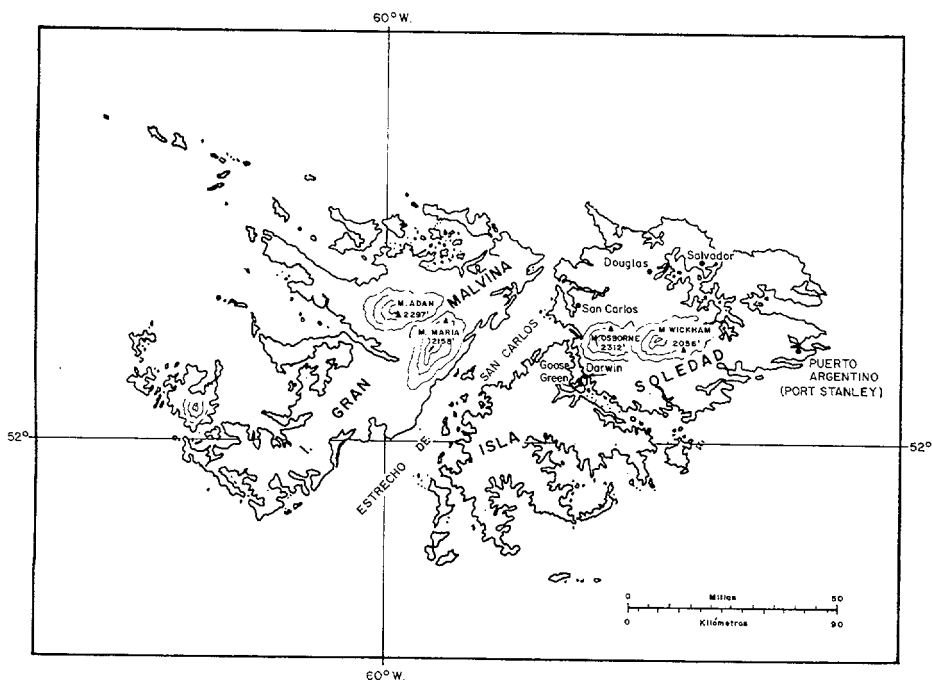 60° W.
Douglas
Salvador
M. ADAN
2297'
MALVINA
San Carlos
M. MARIA
2158'
M. OSBORNE
2312'
M WICKHAM
2056'
SAN CARLOS
Goose
Green
Darwin
SOLEDAD
PUERTO
ARGENTINO
(PORT STANLEY)
GRAN
52°
I.
ESTRECHO DE
ISLA
52°
0 Millas 50
0 Kilómetros 90
60° W.